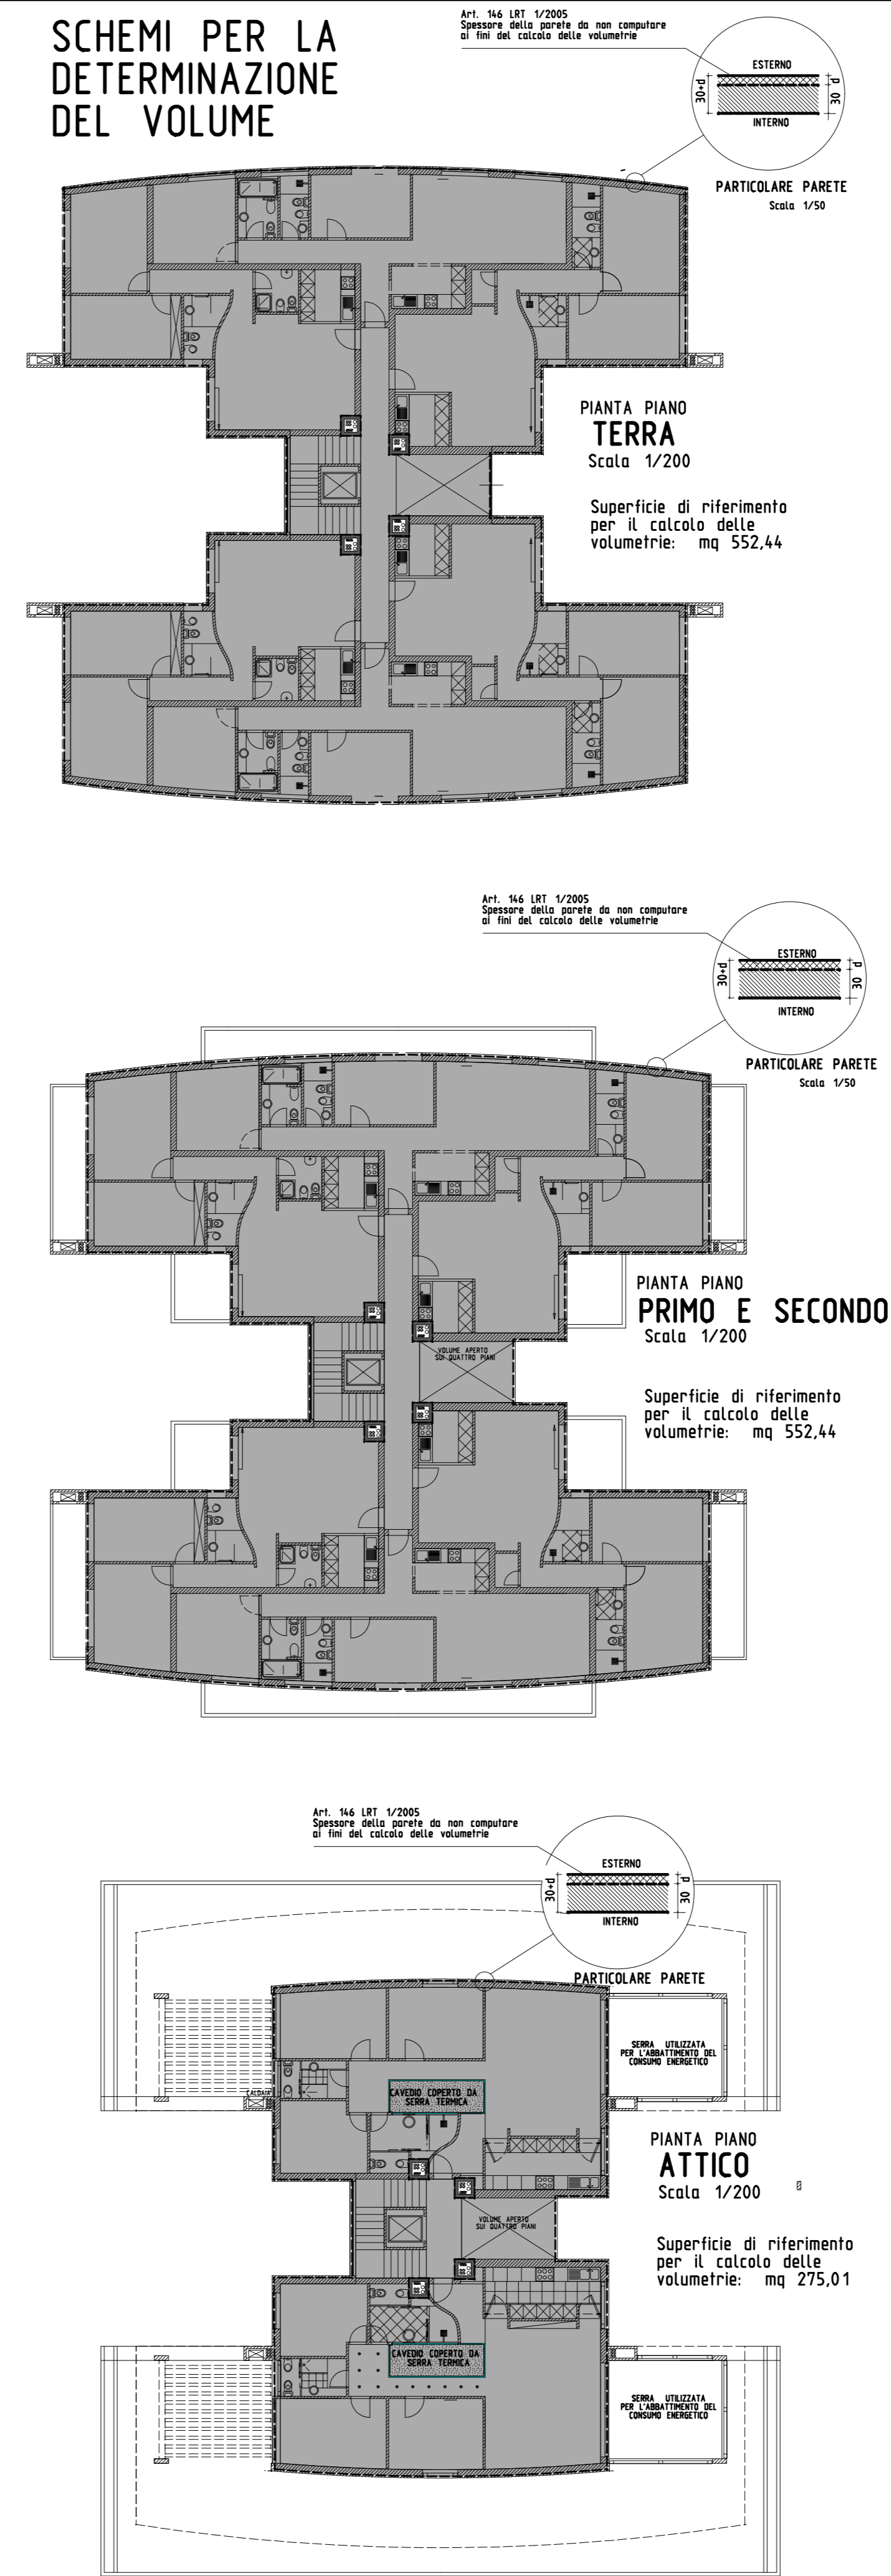 SCHEMI PER LA
DETERMINAZIONE
DEL VOLUME
Art. 146 LRT 1/2005
Spessore della parete da non computare
ai fini del calcolo delle volumetrie
ESTERNO
30+d
30
d
INTERNO
PARTICOLARE PARETE
Scala 1/50
PIANTA PIANO
TERRA
Scala 1/200
Superficie di riferimento
per il calcolo delle
volumetrie: mq 552,44
Art. 146 LRT 1/2005
Spessore della parete da non computare
ai fini del calcolo delle volumetrie
ESTERNO
30+d
30
d
INTERNO
PARTICOLARE PARETE
Scala 1/50
PIANTA PIANO
PRIMO E SECONDO
Scala 1/200
VOLUME APERTO
SUI QUATTRO PIANI
Superficie di riferimento
per il calcolo delle
volumetrie: mq 552,44
Art. 146 LRT 1/2005
Spessore della parete da non computare
ai fini del calcolo delle volumetrie
ESTERNO
30+d
30
d
INTERNO
PARTICOLARE PARETE
SERRA UTILIZZATA
PER L'ABBATTIMENTO DEL
CONSUMO ENERGETICO
CALDAIA
CAVEDIO COPERTO DA
SERRA TERMICA
PIANTA PIANO
ATTICO
Scala 1/200
VOLUME APERTO
SUI QUATTRO PIANI
Superficie di riferimento
per il calcolo delle
volumetrie: mq 275,01
CAVEDIO COPERTO DA
SERRA TERMICA
SERRA UTILIZZATA
PER L'ABBATTIMENTO DEL
CONSUMO ENERGETICO